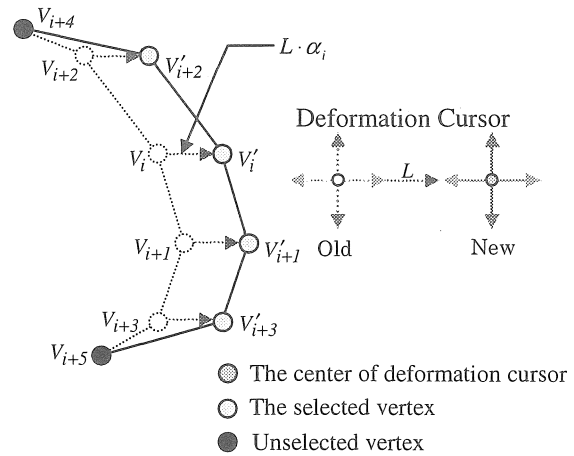 V_{i+4}
V_{i+2}
V'_{i+2}
L · α_i
V_i
V'_i
Deformation Cursor
L
Old
New
V_{i+1}
V'_{i+1}
V_{i+3}
V'_{i+3}
V_{i+5}
The center of deformation cursor
The selected vertex
Unselected vertex